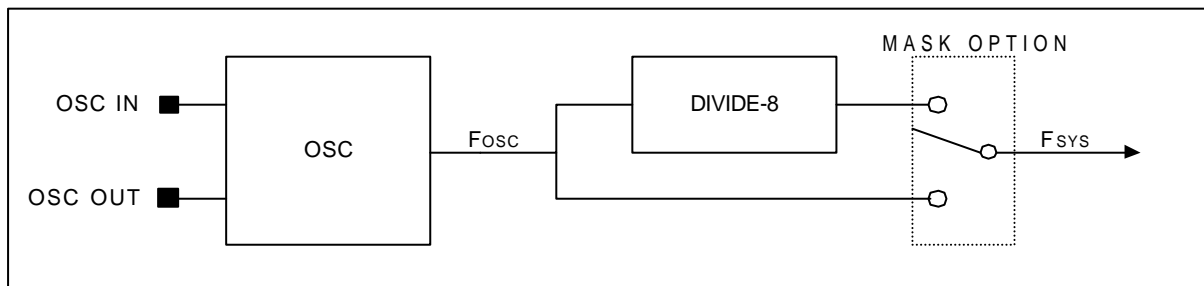 MASK OPTION
OSC IN
DIVIDE-8
OSC
FOSC
FSYS
OSC OUT